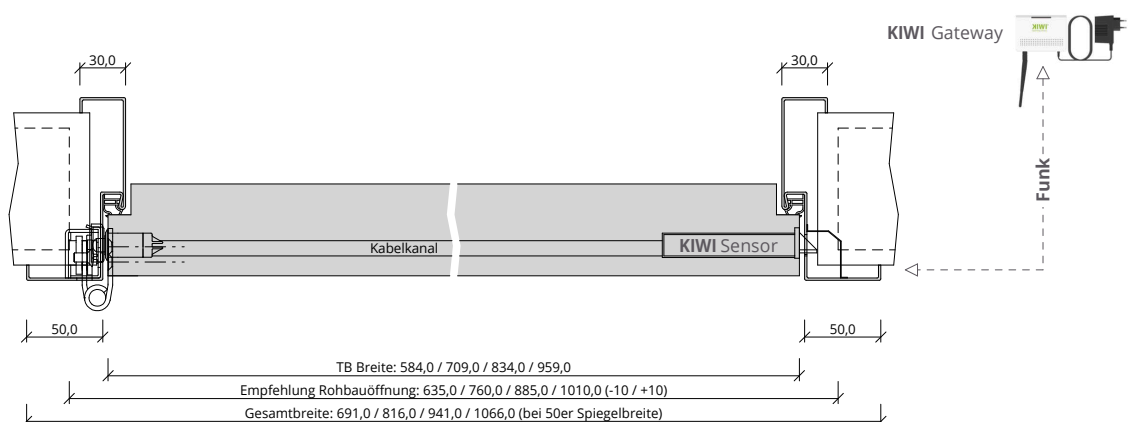 KIWI Gateway
KIWI
30,0
30,0
Funk
Kabelkanal
KIWI Sensor
50,0
50,0
TB Breite: 584,0 / 709,0 / 834,0 / 959,0
Empfehlung Rohbauöffnung: 635,0 / 760,0 / 885,0 / 1010,0 (-10 / +10)
Gesamtbreite: 691,0 / 816,0 / 941,0 / 1066,0 (bei 50er Spiegelbreite)